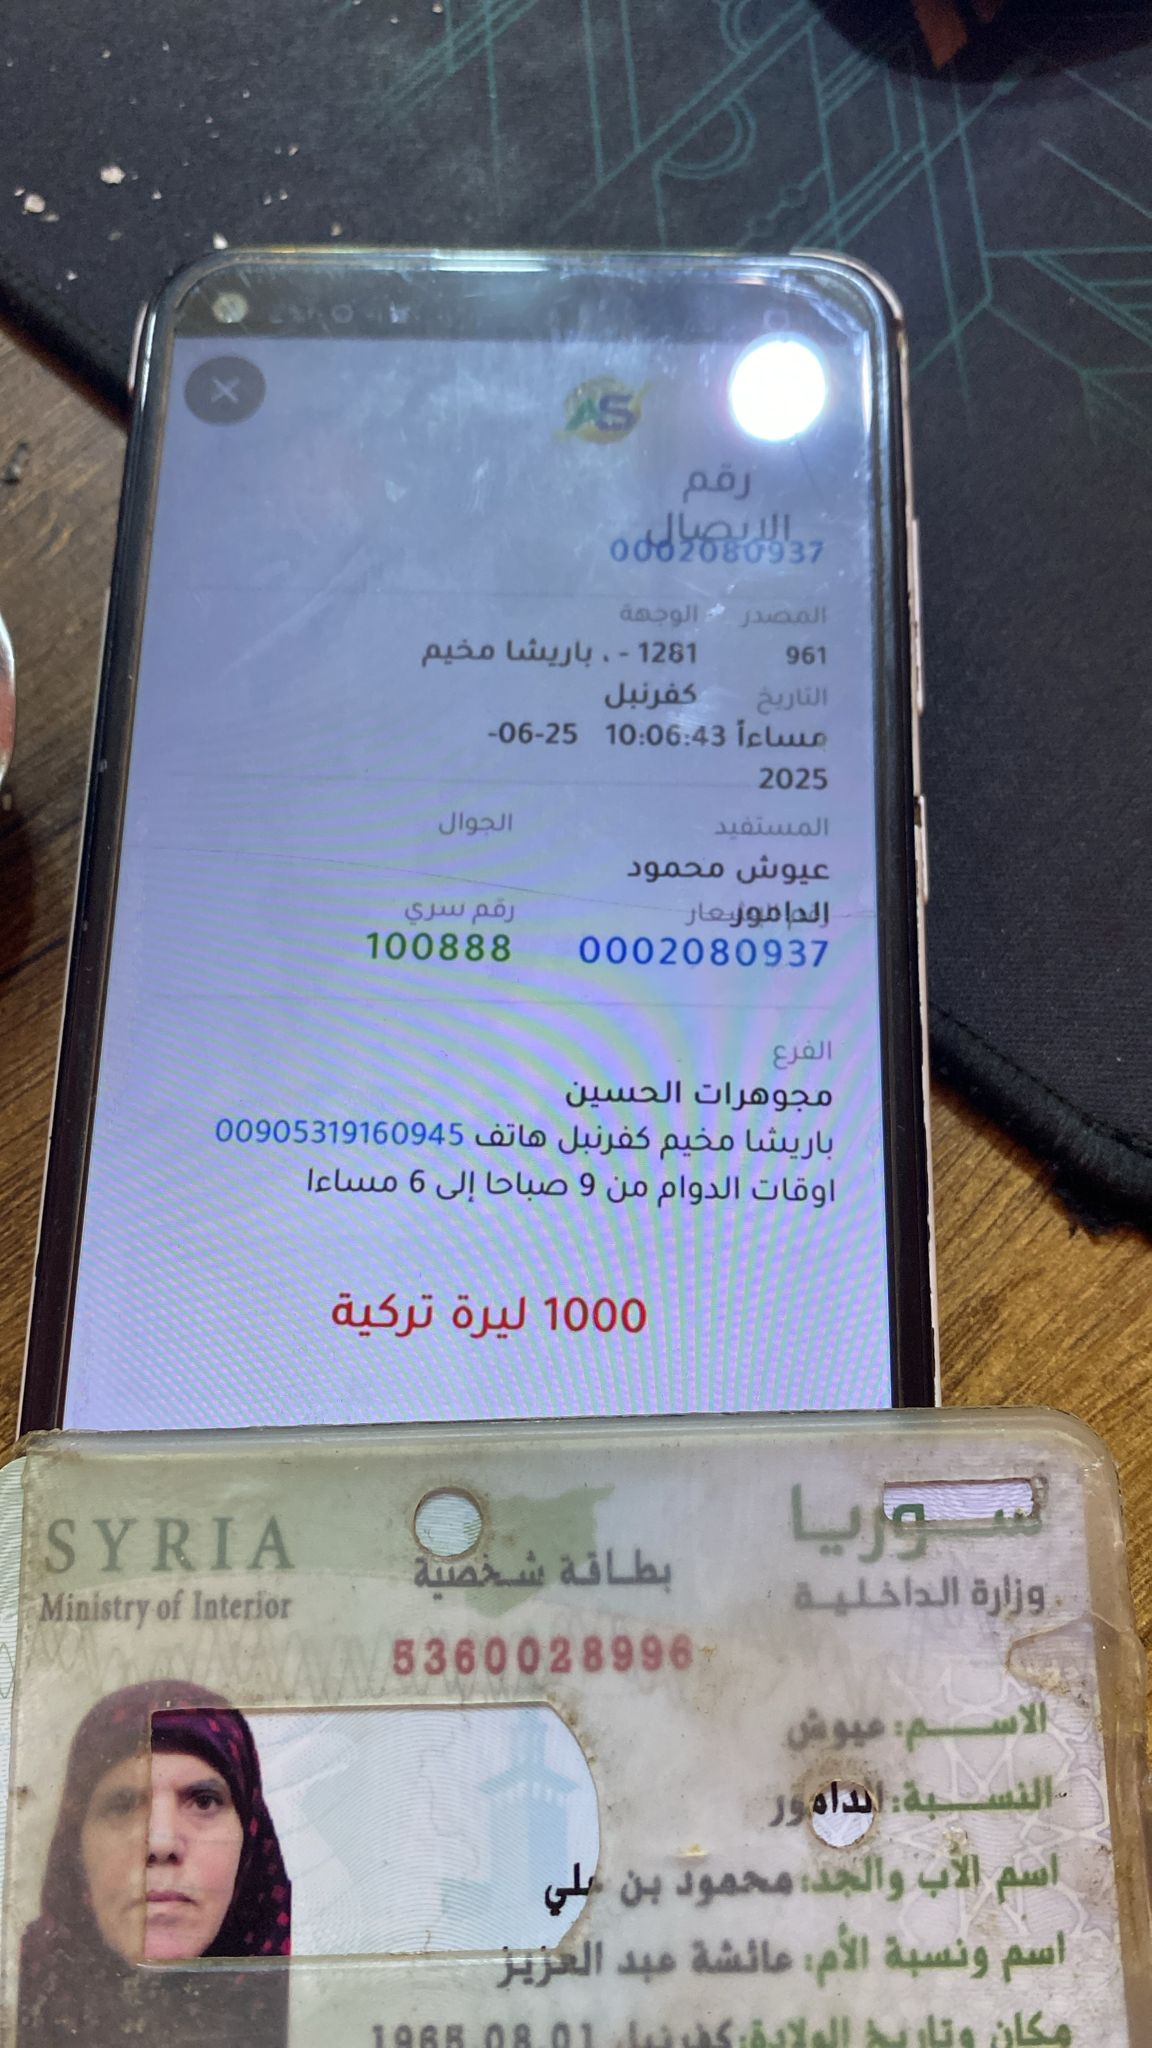 AS
رقم
الايصال
0002080937
المصدر الوجهة
961 1281 - . باريشا مخيم
التاريخ كفرنبل
مساءاً 10:06:43 06-25-
2025
المستفيد الجوال
عيوش محمود
الدامور رقم سري
0002080937 100888
الفرع
مجوهرات الحسين
باريشا مخيم كفرنبل هاتف 00905319160945
اوقات الدوام من 9 صباحا إلى 6 مساءا
1000 ليرة تركية
SYRIA سوريا
Ministry of Interior بطاقة شخصية وزارة الداخلية
5360028996
الاسم: عيوش
النسبة: الدامور
اسم الأب والجد: محمود بن علي
اسم ونسبة الأم: عائشة عبد العزيز
مكان وتاريخ الولادة: كفرنبل 1965.08.01